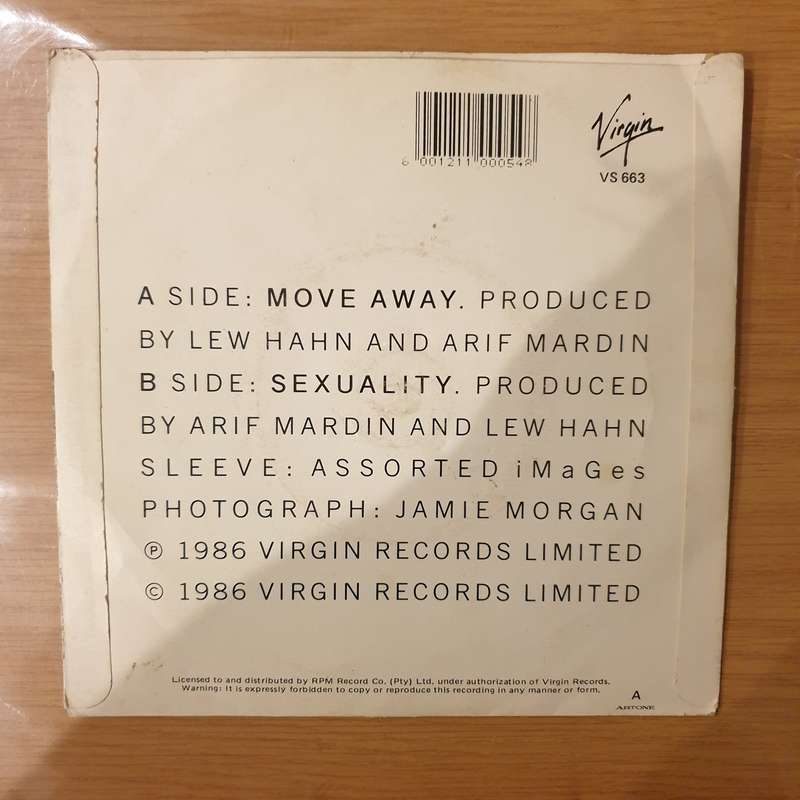 6 001211 000548
Virgin
VS 663
A SIDE: MOVE AWAY. PRODUCED
BY LEW HAHN AND ARIF MARDIN
B SIDE: SEXUALITY. PRODUCED
BY ARIF MARDIN AND LEW HAHN
SLEEVE: ASSORTED iMaGes
PHOTOGRAPH: JAMIE MORGAN
Ⓟ 1986 VIRGIN RECORDS LIMITED
© 1986 VIRGIN RECORDS LIMITED
Licensed to and distributed by RPM Record Co. (Pty) Ltd. under authorization of Virgin Records.
Warning: It is expressly forbidden to copy or reproduce this recording in any manner or form.
A
ARTONE